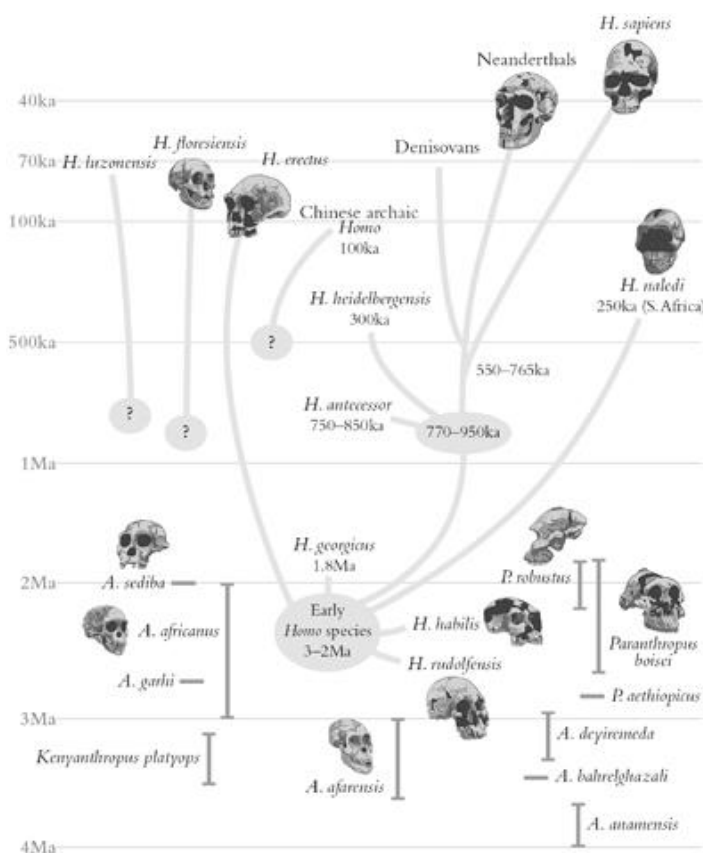 H. sapiens
Neanderthals
40ka
Denisovans
H. floresiensis
70ka
H. luzonensis
H. erectus
100ka
Chinese archaic
Homo
100ka
H. naledi
250ka (S. Africa)
H. heidelbergensis
300ka
500ka
?
550–765ka
H. antecessor
750–850ka
?
?
770–950ka
1Ma
H. georgicus
1.8Ma
2Ma
A. sediba
P. robustus
Early
Homo species
3–2Ma
A. africanus
H. habilis
Paranthropus
boisei
H. rudolfensis
A. garhi
P. aethiopicus
3Ma
A. deyiremeda
Kenyanthropus platyops
A. afarensis
A. bahrelghazali
A. anamensis
4Ma